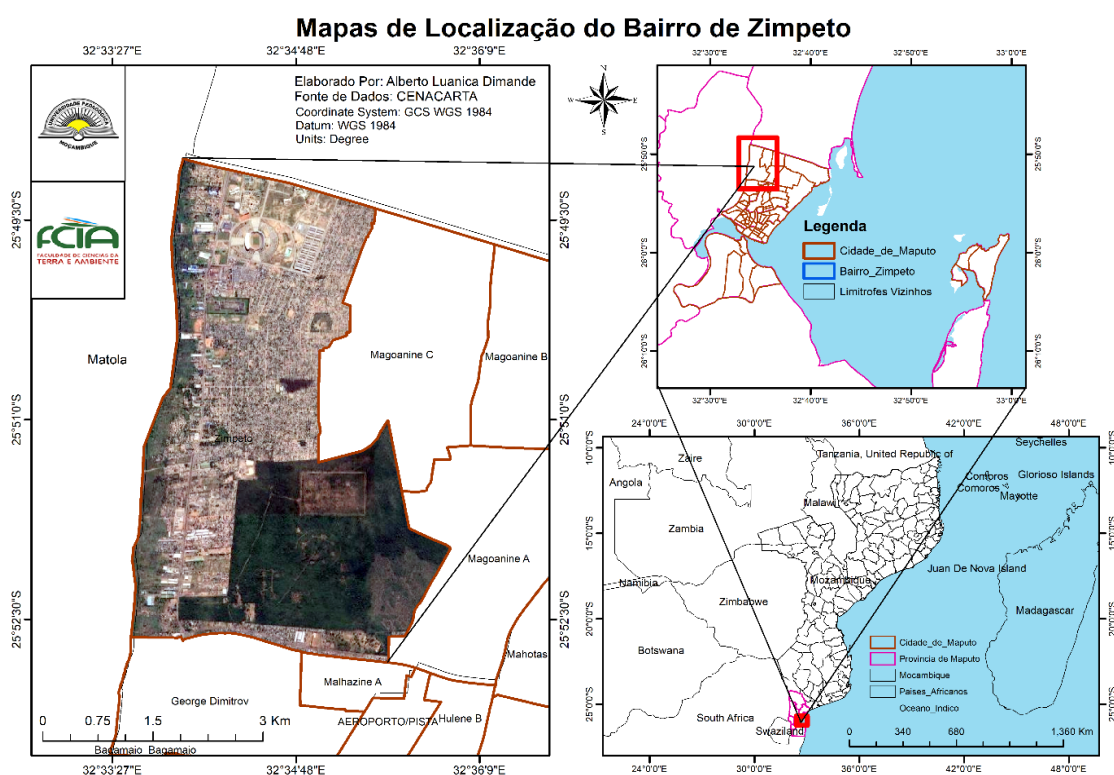 Mapas de Localização do Bairro de Zimpeto
32°33'27"E 32°34'48"E 32°36'9"E
UNIVERSIDADE PEDAGÓGICA
MOÇAMBIQUE
FCIA
FACULDADE DE CIENCIAS DA
TERRA E AMBIENTE
Elaborado Por: Alberto Luanica Dimande
Fonte de Dados: CENACARTA
Coordinate System: GCS WGS 1984
Datum: WGS 1984
Units: Degree
25°49'30"S 25°49'30"S
25°51'0"S 25°51'0"S
25°52'30"S 25°52'30"S
Matola
Magoanine C
Magoanine B
Zimpeto
Magoanine A
Mahotas
Malhazine A
George Dimitrov
AEROPORTO/PISTA
Hulene B
Bagamaio Bagamaio
0 0.75 1.5 3 Km
32°33'27"E 32°34'48"E 32°36'9"E
N
W E
S
32°30'0"E 32°40'0"E 32°50'0"E 33°0'0"E
25°50'0"S 25°50'0"S
26°0'0"S 26°0'0"S
26°10'0"S 26°10'0"S
Legenda
Cidade_de_Maputo
Bairro_Zimpeto
Limitrofes Vizinhos
32°30'0"E 32°40'0"E 32°50'0"E 33°0'0"E
24°0'0"E 30°0'0"E 36°0'0"E 42°0'0"E 48°0'0"E
10°0'0"S 10°0'0"S
15°0'0"S 15°0'0"S
20°0'0"S 20°0'0"S
25°0'0"S 25°0'0"S
Seychelles
Tanzania, United Republic of
Zaire
Angola
Comoros
Glorioso Islands
Comoros
Mayotte
Malawi
Zambia
Juan De Nova Island
Mozambique
Namibia
Zimbabwe
Madagascar
Botswana
South Africa
Swaziland
Cidade_de_Maputo
Provincia de Maputo
Mocambique
Paises_Africanos
Oceano_Indico
0 340 680 1,360 Km
24°0'0"E 30°0'0"E 36°0'0"E 42°0'0"E 48°0'0"E